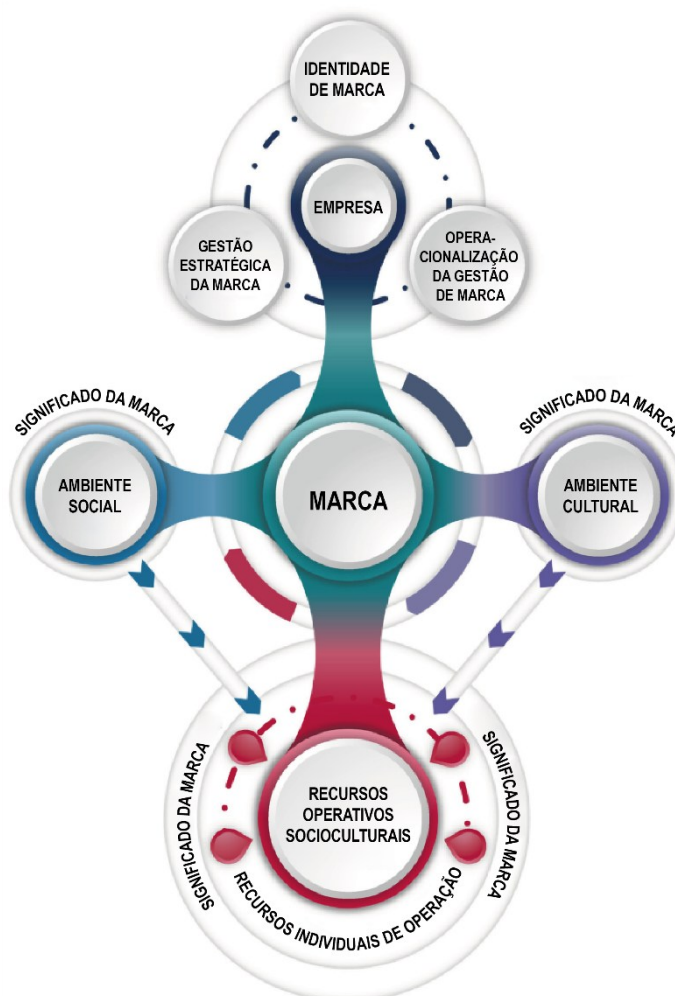 IDENTIDADE
DE MARCA
EMPRESA
GESTÃO
ESTRATÉGICA
DA MARCA
OPERA-
CIONALIZAÇÃO
DA GESTÃO
DE MARCA
SIGNIFICADO DA MARCA
AMBIENTE
SOCIAL
MARCA
SIGNIFICADO DA MARCA
AMBIENTE
CULTURAL
SIGNIFICADO DA MARCA
RECURSOS
OPERATIVOS
SOCIOCULTURAIS
RECURSOS INDIVIDUAIS DE OPERAÇÃO
SIGNIFICADO DA MARCA